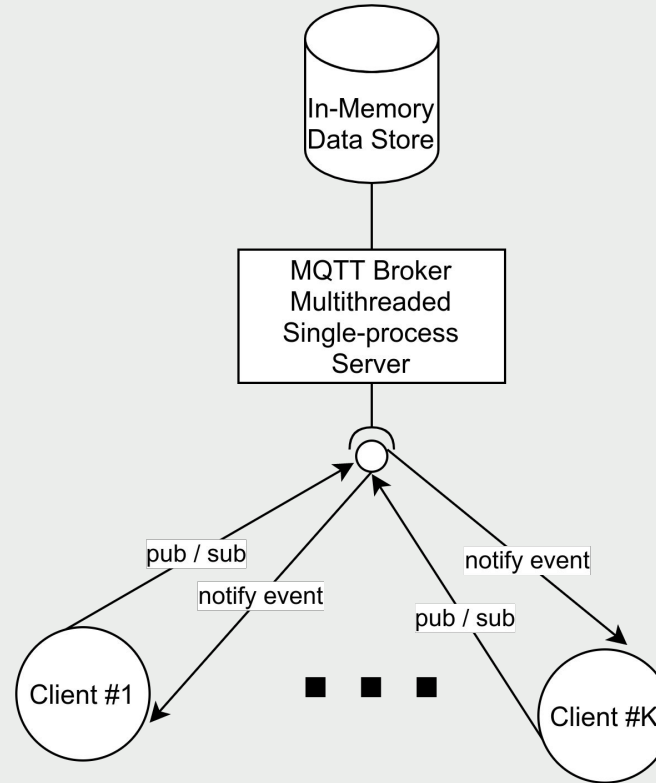 In-Memory
Data Store
MQTT Broker
Multithreaded
Single-process
Server
pub / sub
notify event
notify event
pub / sub
Client #1
Client #K